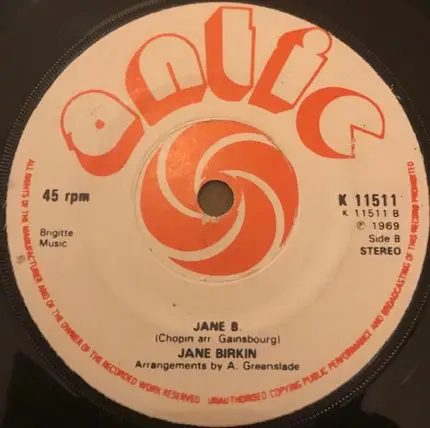 antic
45 rpm
K 11511
K 11511 B
℗ 1969
Side B
STEREO
Brigitte
Music
JANE B.
(Chopin arr Gainsbourg)
JANE BIRKIN
Arrangements by A. Greenslade
ALL RIGHTS OF THE MANUFACTURER AND OF THE OWNER OF THE RECORDED WORK RESERVED UNAUTHORISED COPYING PUBLIC PERFORMANCE AND BROADCASTING OF THIS RECORD PROHIBITED